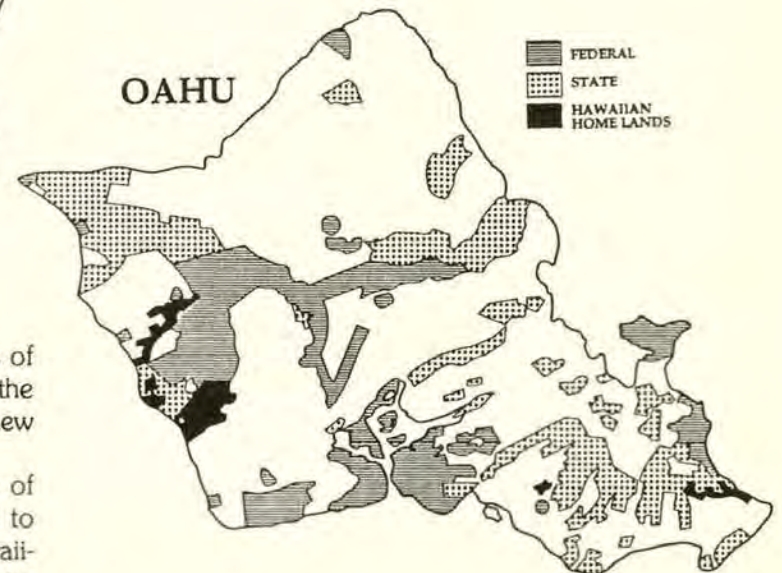 OAHU
FEDERAL
STATE
HAWAIIAN
HOME LANDS
of
the
ew
of
to
aii-